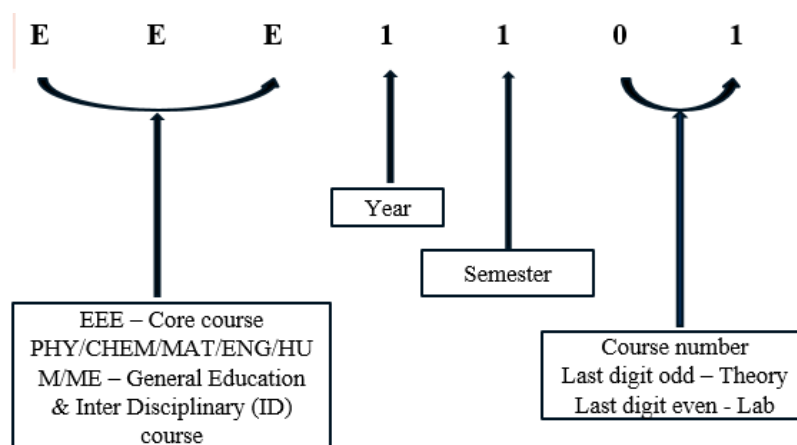 E E E 1 1 0 1
Year
Semester
EEE – Core course
PHY/CHEM/MAT/ENG/HU
M/ME – General Education
& Inter Disciplinary (ID)
course
Course number
Last digit odd – Theory
Last digit even - Lab